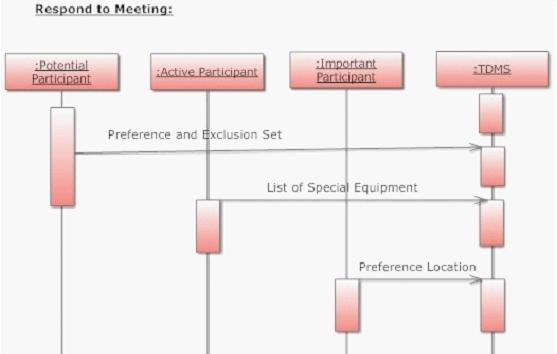 Respond to Meeting:
:Potential
Participant
:Active Participant
:Important
Participant
:TDMS
Preference and Exclusion Set
List of Special Equipment
Preference Location